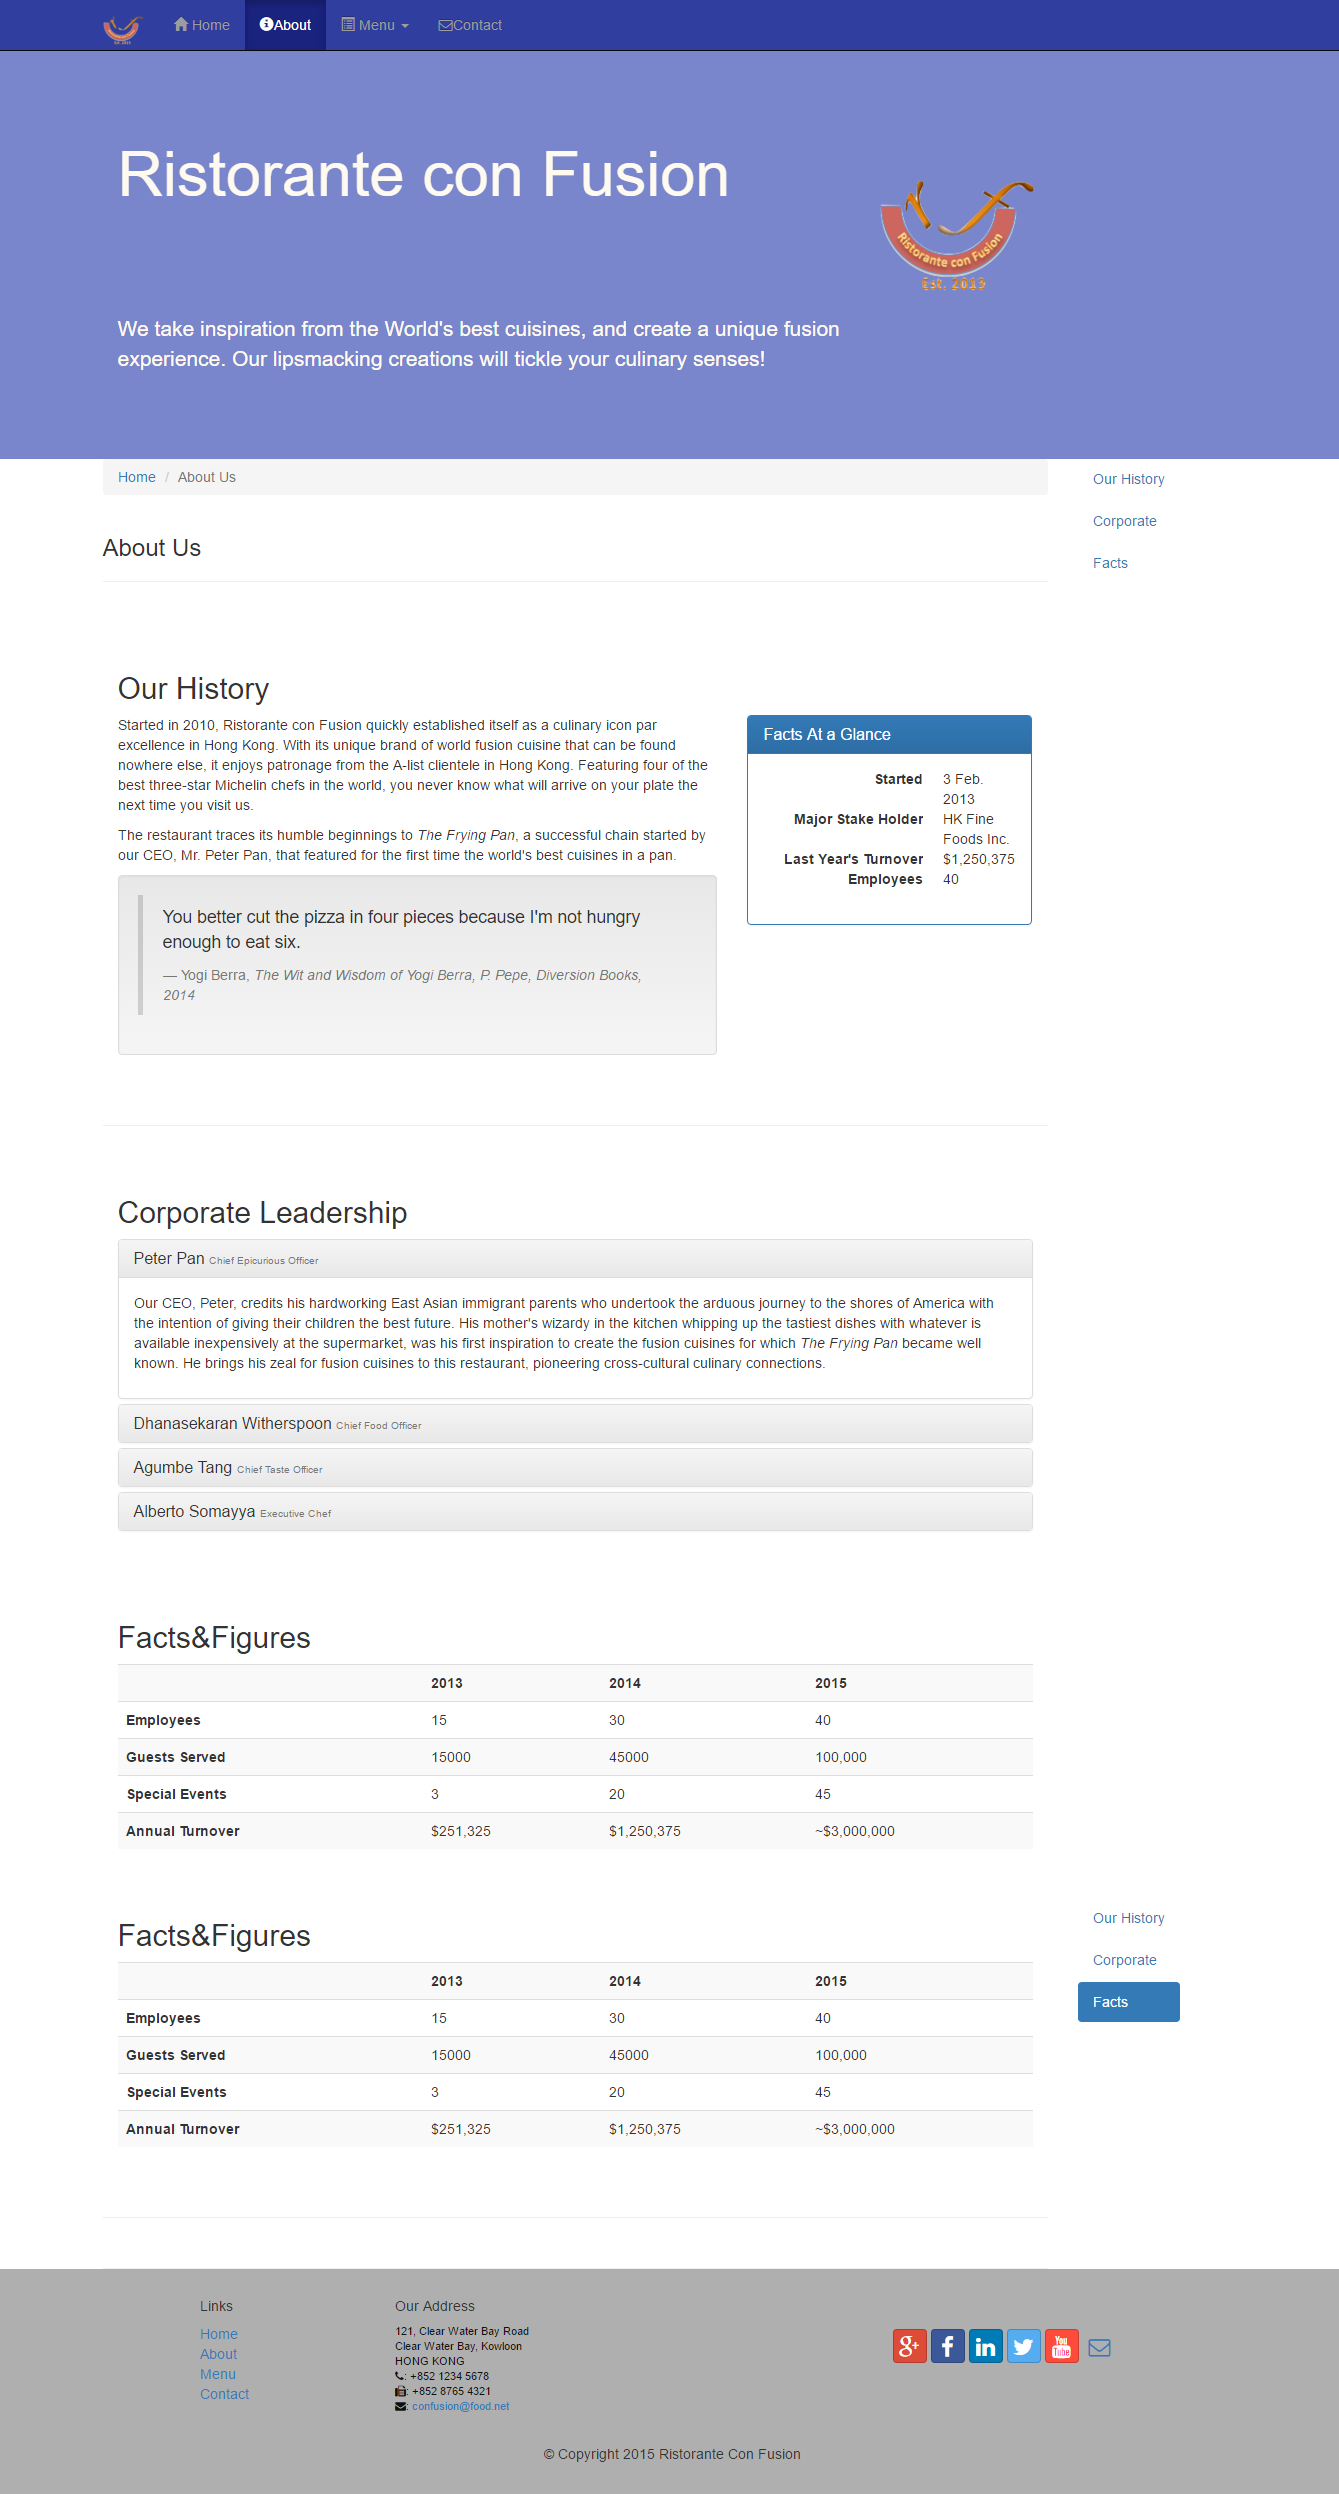 Home About Menu Contact
Ristorante con Fusion
Ristorante con Fusion
Est. 2013
We take inspiration from the World's best cuisines, and create a unique fusion
experience. Our lipsmacking creations will tickle your culinary senses!
Home / About Us
Our History
Corporate
Facts
About Us
Our History
Started in 2010, Ristorante con Fusion quickly established itself as a culinary icon par
excellence in Hong Kong. With its unique brand of world fusion cuisine that can be found
nowhere else, it enjoys patronage from the A-list clientele in Hong Kong. Featuring four of the
best three-star Michelin chefs in the world, you never know what will arrive on your plate the
next time you visit us.
The restaurant traces its humble beginnings to The Frying Pan, a successful chain started by
our CEO, Mr. Peter Pan, that featured for the first time the world's best cuisines in a pan.
You better cut the pizza in four pieces because I'm not hungry
enough to eat six.
— Yogi Berra, The Wit and Wisdom of Yogi Berra, P. Pepe, Diversion Books,
2014
Facts At a Glance
Started 3 Feb.
2013
Major Stake Holder HK Fine
Foods Inc.
Last Year's Turnover $1,250,375
Employees 40
Corporate Leadership
Peter Pan Chief Epicurious Officer
Our CEO, Peter, credits his hardworking East Asian immigrant parents who undertook the arduous journey to the shores of America with
the intention of giving their children the best future. His mother's wizardy in the kitchen whipping up the tastiest dishes with whatever is
available inexpensively at the supermarket, was his first inspiration to create the fusion cuisines for which The Frying Pan became well
known. He brings his zeal for fusion cuisines to this restaurant, pioneering cross-cultural culinary connections.
Dhanasekaran Witherspoon Chief Food Officer
Agumbe Tang Chief Taste Officer
Alberto Somayya Executive Chef
Facts&Figures
2013 2014 2015
Employees 15 30 40
Guests Served 15000 45000 100,000
Special Events 3 20 45
Annual Turnover $251,325 $1,250,375 ~$3,000,000
Facts&Figures
2013 2014 2015
Employees 15 30 40
Guests Served 15000 45000 100,000
Special Events 3 20 45
Annual Turnover $251,325 $1,250,375 ~$3,000,000
Our History
Corporate
Facts
Links
Home
About
Menu
Contact
Our Address
121, Clear Water Bay Road
Clear Water Bay, Kowloon
HONG KONG
: +852 1234 5678
: +852 8765 4321
: confusion@food.net
g+ f in You Tube
© Copyright 2015 Ristorante Con Fusion